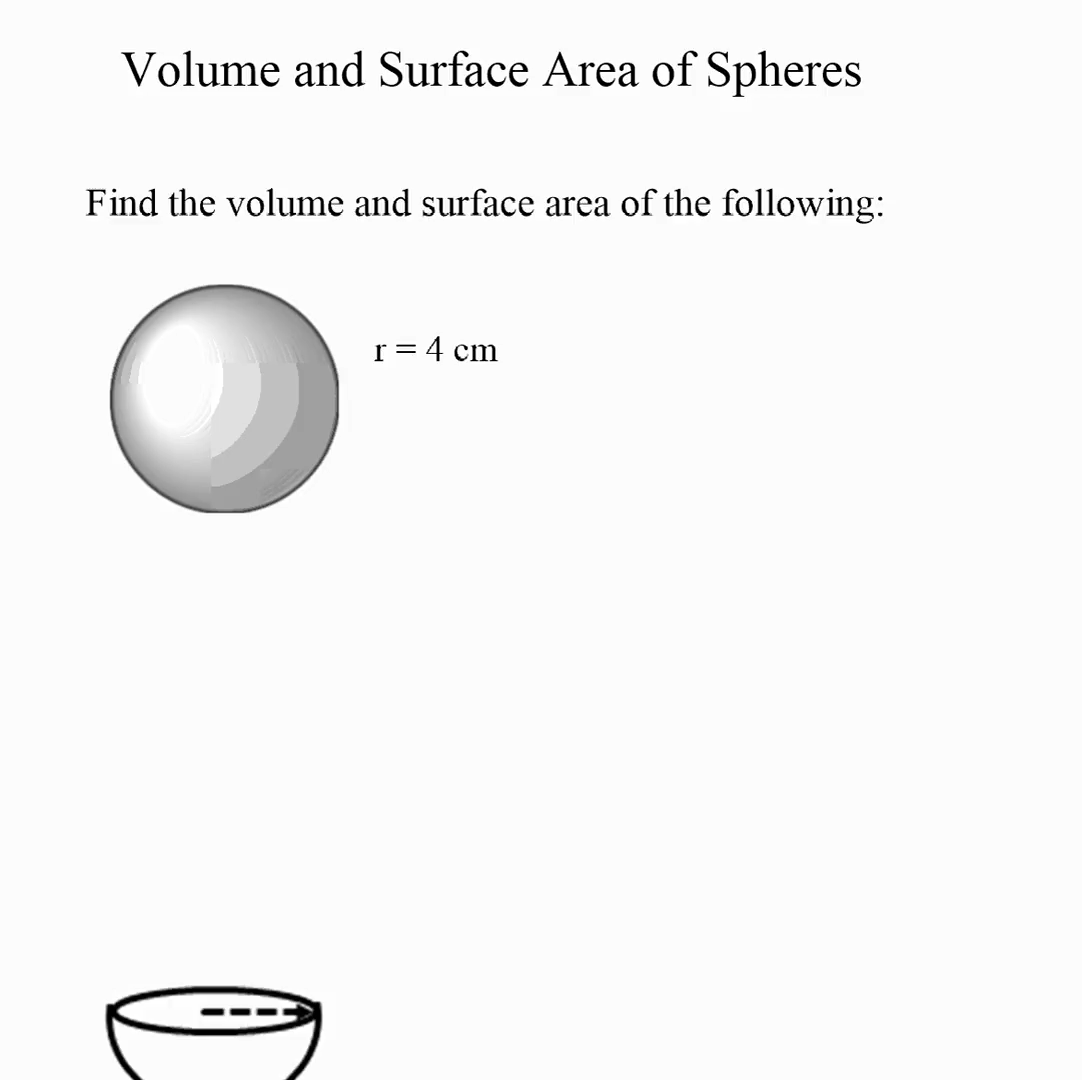 Volume and Surface Area of Spheres
Find the volume and surface area of the following:
r = 4 cm